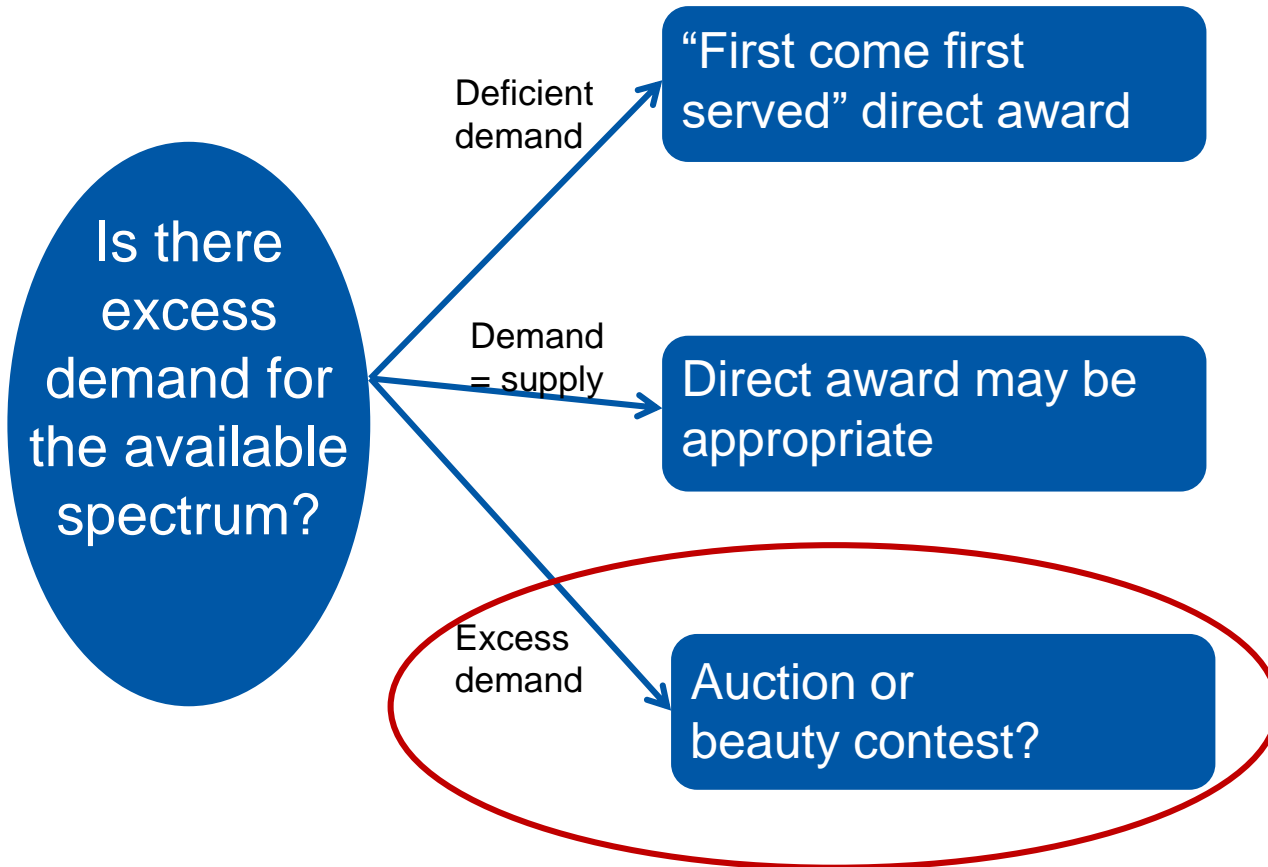 Is there
excess
demand for
the available
spectrum?
Deficient
demand
“First come first
served” direct award
Demand
= supply
Direct award may be
appropriate
Excess
demand
Auction or
beauty contest?